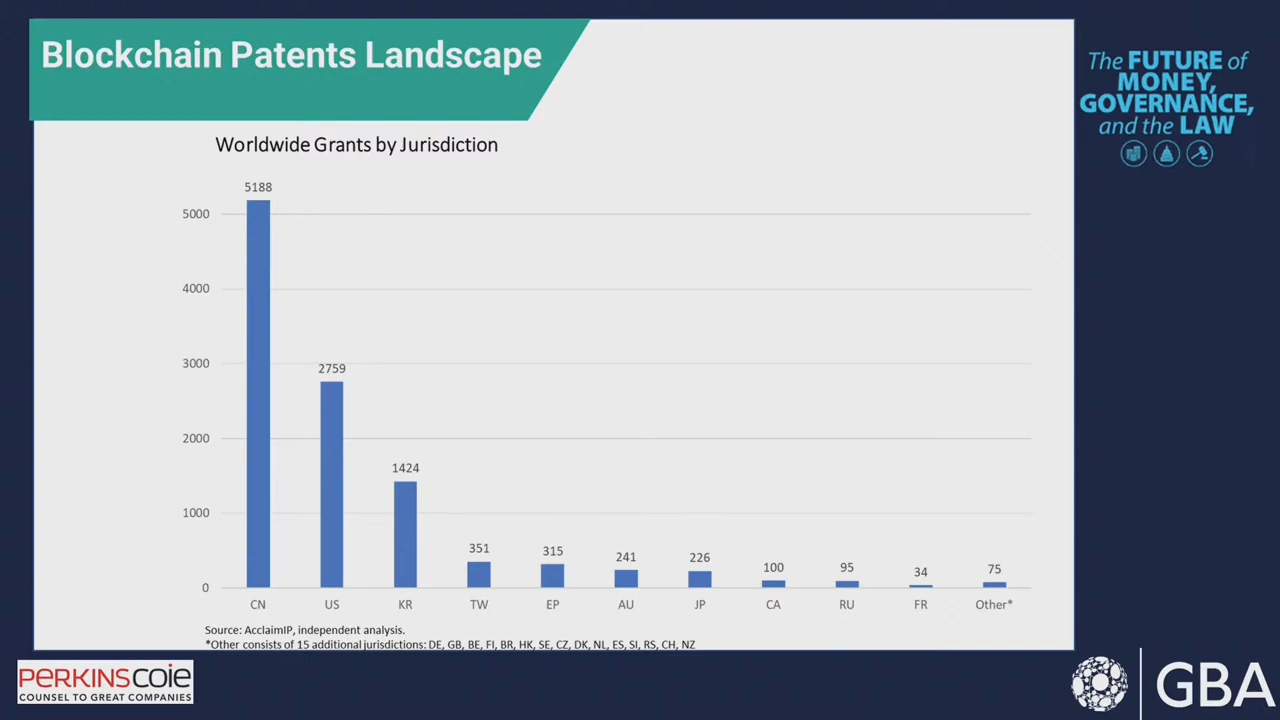 Blockchain Patents Landscape
The FUTURE of
MONEY,
GOVERNANCE,
and the LAW
Worldwide Grants by Jurisdiction
5188
5000
4000
3000
2759
2000
1424
1000
351
315
241
226
100
95
34
75
0
CN US KR TW EP AU JP CA RU FR Other*
Source: AcclaimIP, independent analysis.
*Other consists of 15 additional jurisdictions: DE, GB, BE, FI, BR, HK, SE, CZ, DK, NL, ES, SI, RS, CH, NZ
PERKINSCOIE
COUNSEL TO GREAT COMPANIES
GBA